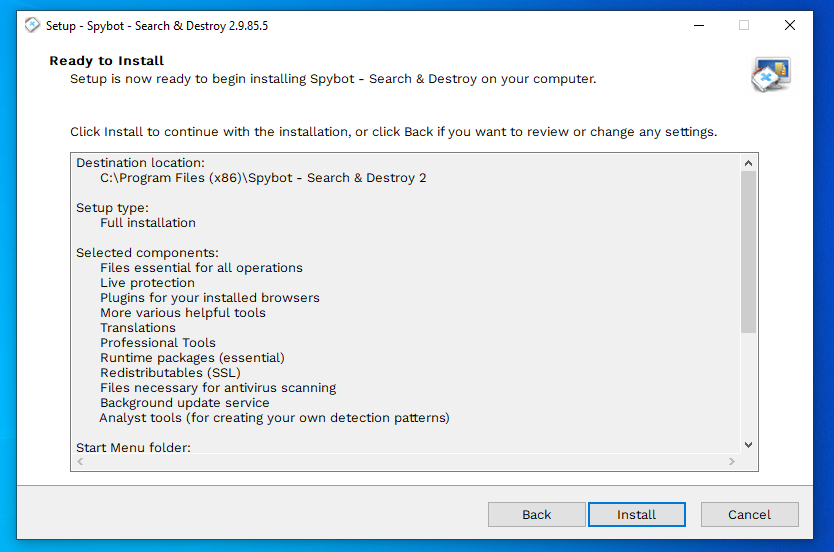 Setup - Spybot - Search & Destroy 2.9.85.5
Ready to Install
Setup is now ready to begin installing Spybot - Search & Destroy on your computer.
Click Install to continue with the installation, or click Back if you want to review or change any settings.
Destination location:
C:\Program Files (x86)\Spybot - Search & Destroy 2
Setup type:
Full installation
Selected components:
Files essential for all operations
Live protection
Plugins for your installed browsers
More various helpful tools
Translations
Professional Tools
Runtime packages (essential)
Redistributables (SSL)
Files necessary for antivirus scanning
Background update service
Analyst tools (for creating your own detection patterns)
Start Menu folder:
Back Install Cancel